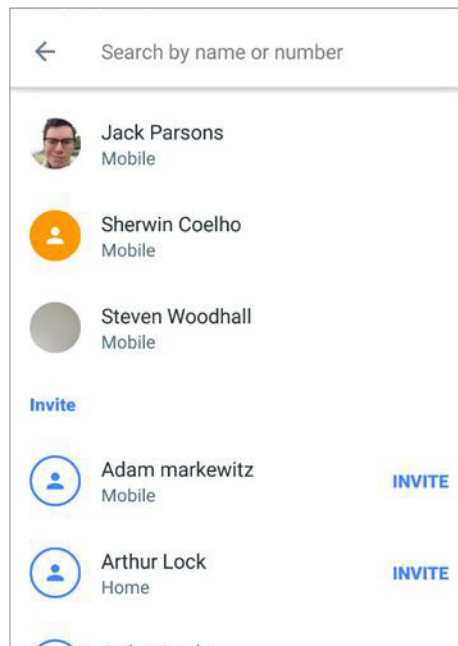 Search by name or number
Jack Parsons
Mobile
Sherwin Coelho
Mobile
Steven Woodhall
Mobile
Invite
Adam markewitz
Mobile
INVITE
Arthur Lock
Home
INVITE